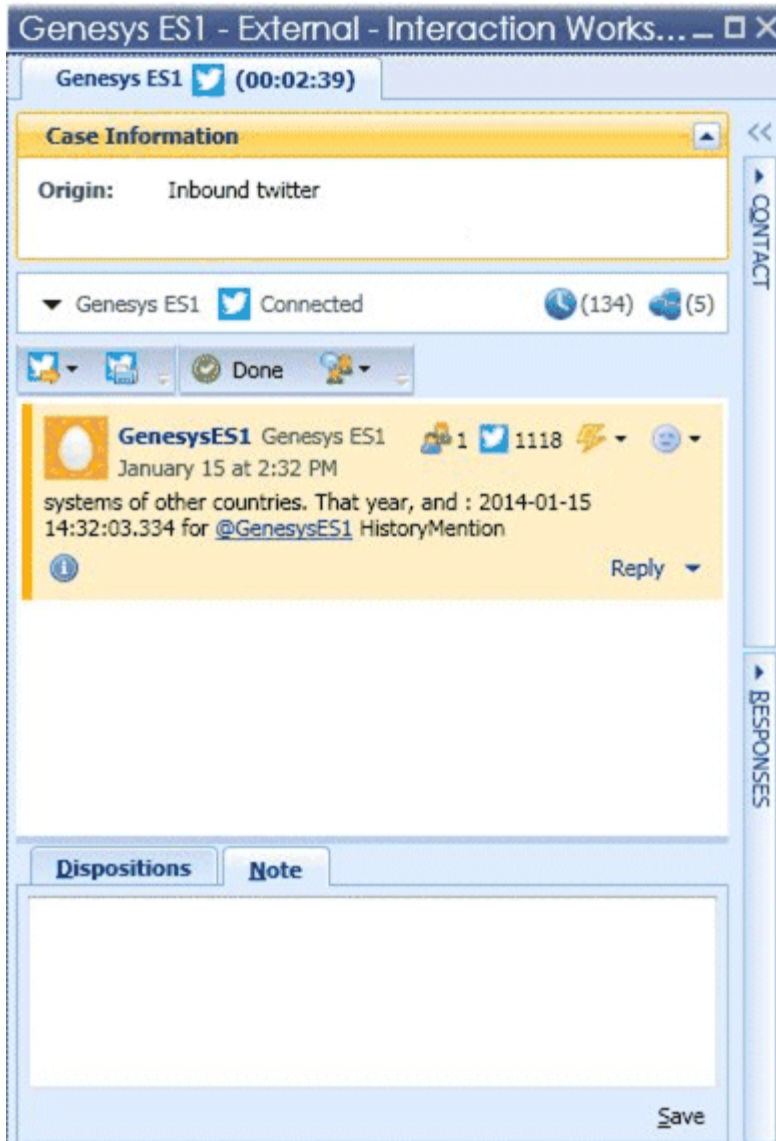 Genesys ES1 - External - Interaction Works...
Genesys ES1 (00:02:39)
Case Information
Origin: Inbound twitter
Genesys ES1 Connected (134) (5)
Done
GenesysES1 Genesys ES1 1 1118
January 15 at 2:32 PM
systems of other countries. That year, and : 2014-01-15
14:32:03.334 for @GenesysES1 HistoryMention
Reply
CONTACT
RESPONSES
Dispositions Note
Save